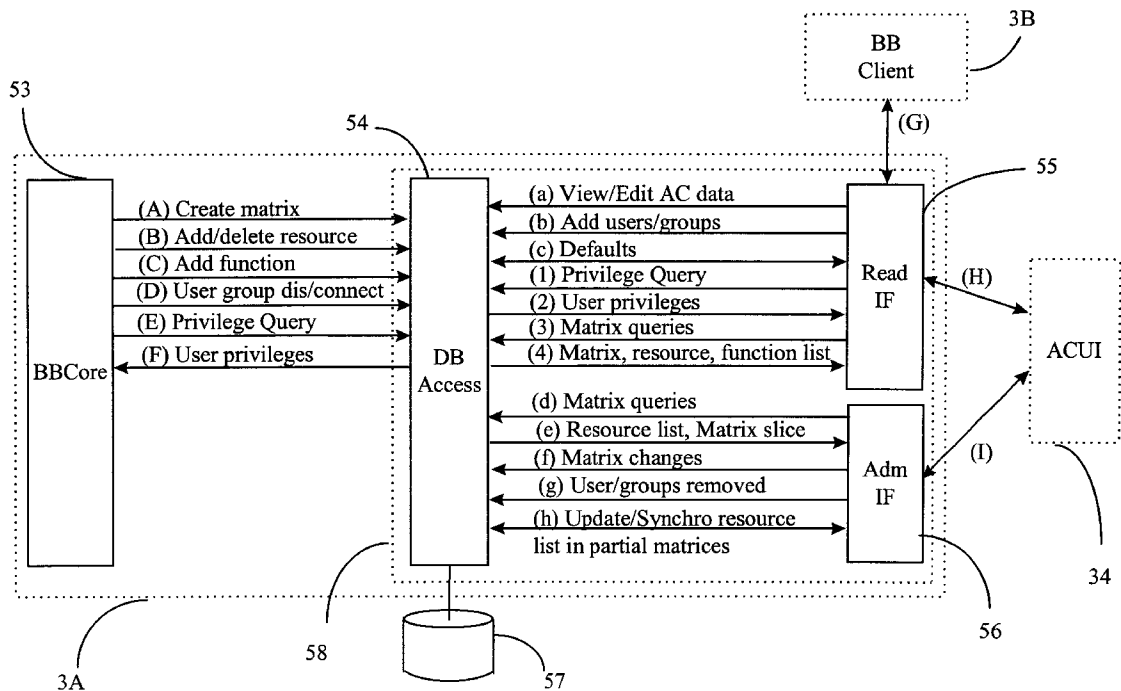 3B
BB
Client
53
54
(G)
55
(A) Create matrix
(B) Add/delete resource
(C) Add function
(D) User group dis/connect
(E) Privilege Query
(F) User privileges
BBCore
DB
Access
(a) View/Edit AC data
(b) Add users/groups
(c) Defaults
(1) Privilege Query
(2) User privileges
(3) Matrix queries
(4) Matrix, resource, function list
Read
IF
(H)
ACUI
(d) Matrix queries
(e) Resource list, Matrix slice
(f) Matrix changes
(g) User/groups removed
(h) Update/Synchro resource
list in partial matrices
Adm
IF
(I)
34
58
56
57
3A